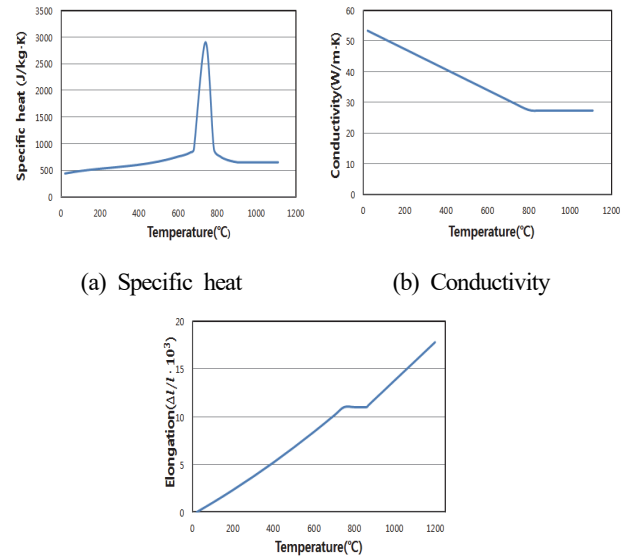 3500
3000
2500
2000
1500
1000
500
0
Specific heat (J/kg·K)
0 200 400 600 800 1000 1200
Temperature(℃)
60
50
40
30
20
10
0
Conductivity(W/m·K)
0 200 400 600 800 1000 1200
Temperature(℃)
(a) Specific heat
(b) Conductivity
20
15
10
5
0
Elongation(Δl/l · 10³)
0 200 400 600 800 1000 1200
Temperature(℃)